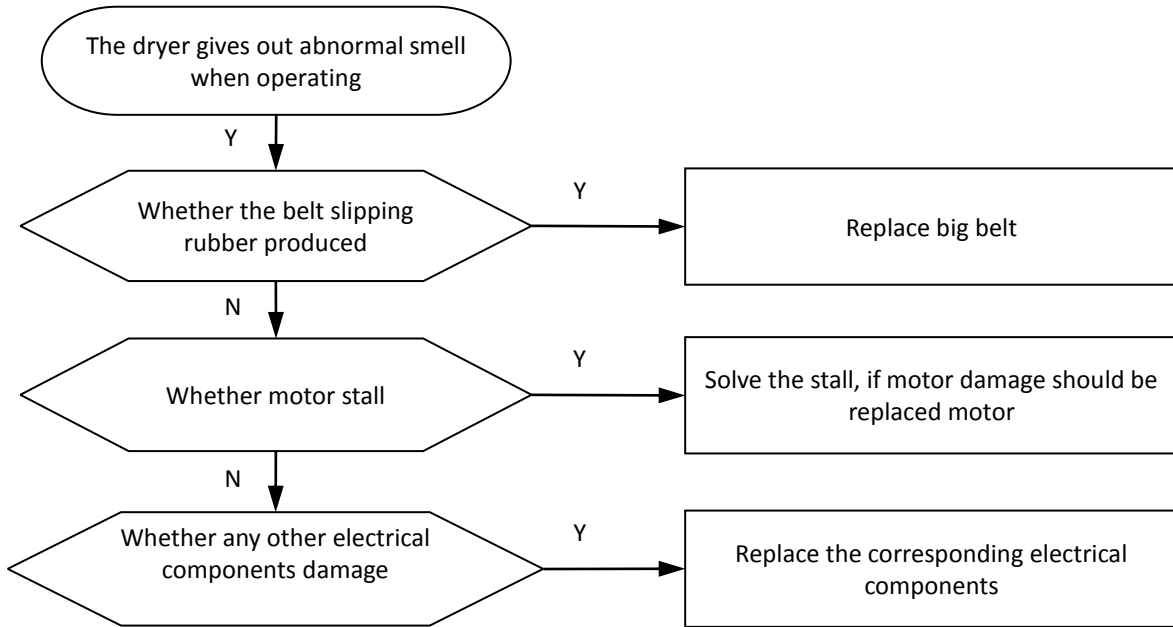 The dryer gives out abnormal smell
when operating
Y
Whether the belt slipping
rubber produced
Y
Replace big belt
N
Whether motor stall
Y
Solve the stall, if motor damage should be
replaced motor
N
Whether any other electrical
components damage
Y
Replace the corresponding electrical
components